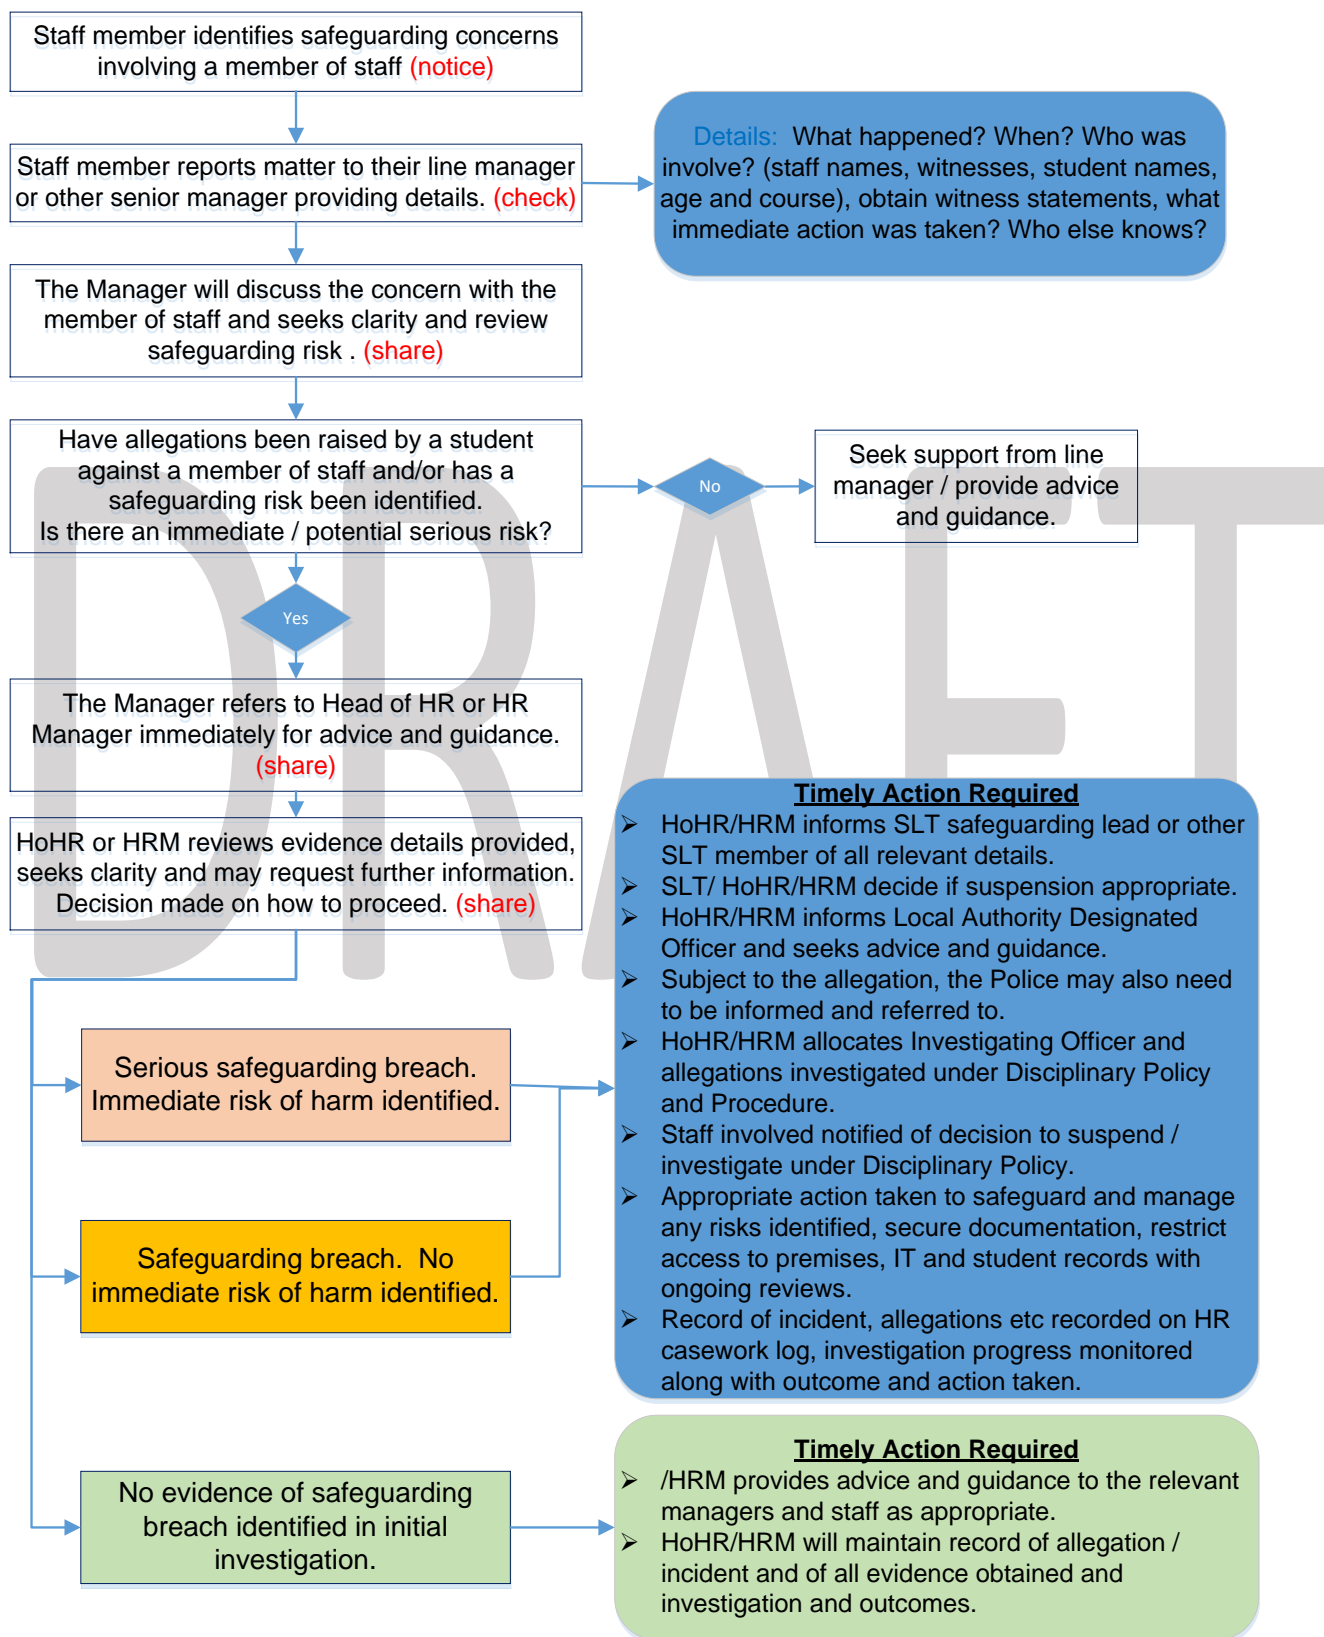 Staff member identifies safeguarding concerns
involving a member of staff (notice)
Staff member reports matter to their line manager
or other senior manager providing details. (check)
Details: What happened? When? Who was
involve? (staff names, witnesses, student names,
age and course), obtain witness statements, what
immediate action was taken? Who else knows?
The Manager will discuss the concern with the
member of staff and seeks clarity and review
safeguarding risk . (share)
Have allegations been raised by a student
against a member of staff and/or has a
safeguarding risk been identified.
Is there an immediate / potential serious risk?
No
Seek support from line
manager / provide advice
and guidance.
Yes
The Manager refers to Head of HR or HR
Manager immediately for advice and guidance.
(share)
HoHR or HRM reviews evidence details provided,
seeks clarity and may request further information.
Decision made on how to proceed. (share)
Serious safeguarding breach.
Immediate risk of harm identified.
Safeguarding breach. No
immediate risk of harm identified.
Timely Action Required
➢ HoHR/HRM informs SLT safeguarding lead or other
SLT member of all relevant details.
➢ SLT/ HoHR/HRM decide if suspension appropriate.
➢ HoHR/HRM informs Local Authority Designated
Officer and seeks advice and guidance.
➢ Subject to the allegation, the Police may also need
to be informed and referred to.
➢ HoHR/HRM allocates Investigating Officer and
allegations investigated under Disciplinary Policy
and Procedure.
➢ Staff involved notified of decision to suspend /
investigate under Disciplinary Policy.
➢ Appropriate action taken to safeguard and manage
any risks identified, secure documentation, restrict
access to premises, IT and student records with
ongoing reviews.
➢ Record of incident, allegations etc recorded on HR
casework log, investigation progress monitored
along with outcome and action taken.
No evidence of safeguarding
breach identified in initial
investigation.
Timely Action Required
➢ /HRM provides advice and guidance to the relevant
managers and staff as appropriate.
➢ HoHR/HRM will maintain record of allegation /
incident and of all evidence obtained and
investigation and outcomes.
DRAFT